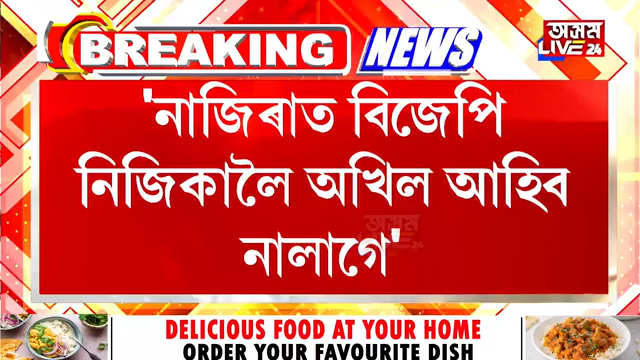 BREAKING NEWS
অসম
LIVE 24
'নাজিৰাত বিজেপি
নিজিকালৈ অখিল আহিব
নালাগে'
DELICIOUS FOOD AT YOUR HOME
ORDER YOUR FAVOURITE DISH